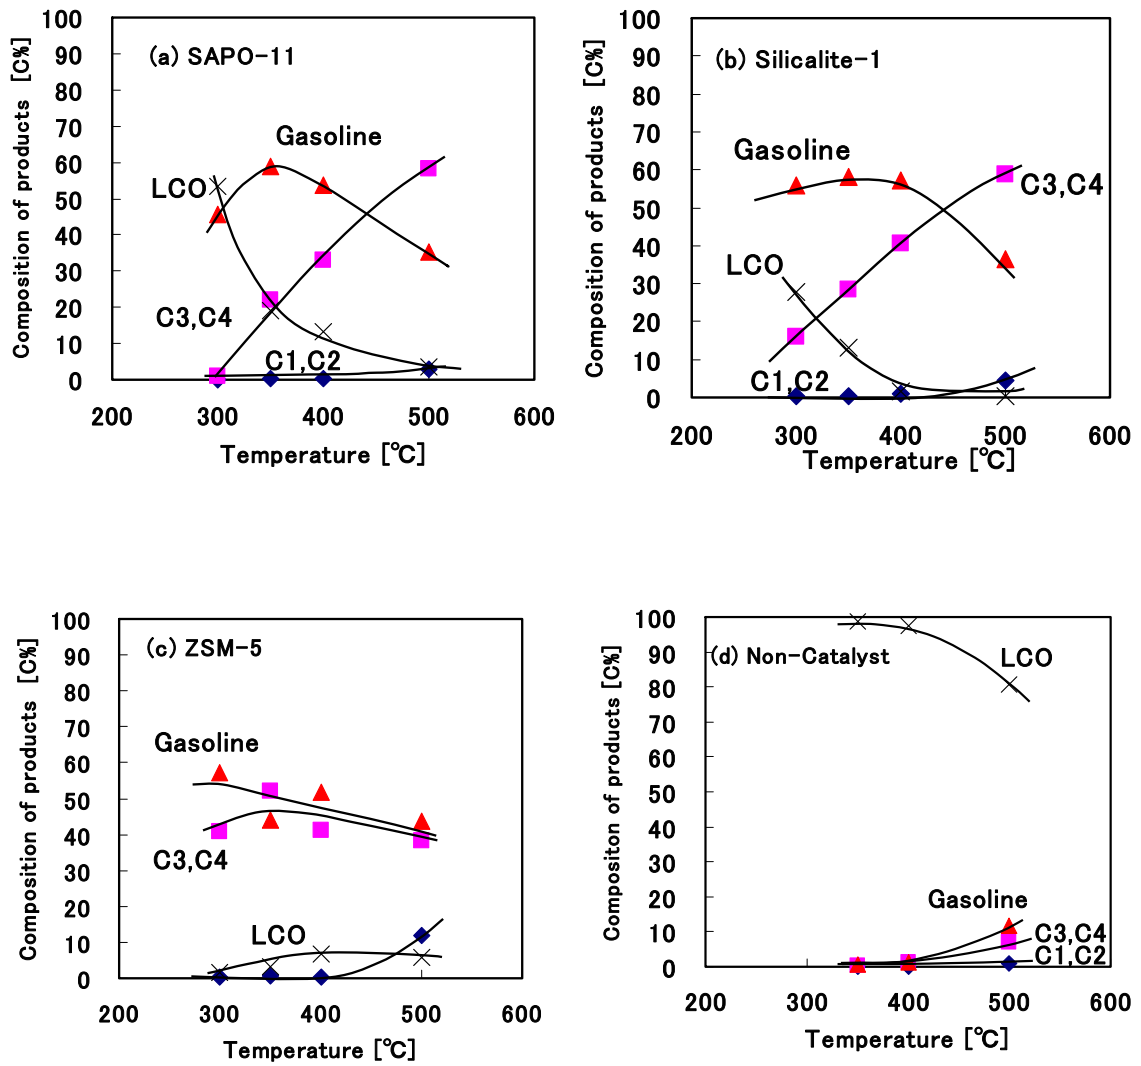 Composition of products [C%]
100
90
80
70
60
50
40
30
20
10
0
(a) SAPO-11
Gasoline
LCO
C3,C4
C1,C2
200 300 400 500 600
Temperature [℃]
Composition of products [C%]
100
90
80
70
60
50
40
30
20
10
0
(b) Silicalite-1
Gasoline
C3,C4
LCO
C1,C2
200 300 400 500 600
Temperature [℃]
Composition of products [C%]
100
90
80
70
60
50
40
30
20
10
0
(c) ZSM-5
Gasoline
C3,C4
LCO
200 300 400 500 600
Temperature [℃]
Compositon of products [C%]
100
90
80
70
60
50
40
30
20
10
0
(d) Non-Catalyst
LCO
Gasoline
C3,C4
C1,C2
200 300 400 500 600
Temperature [℃]